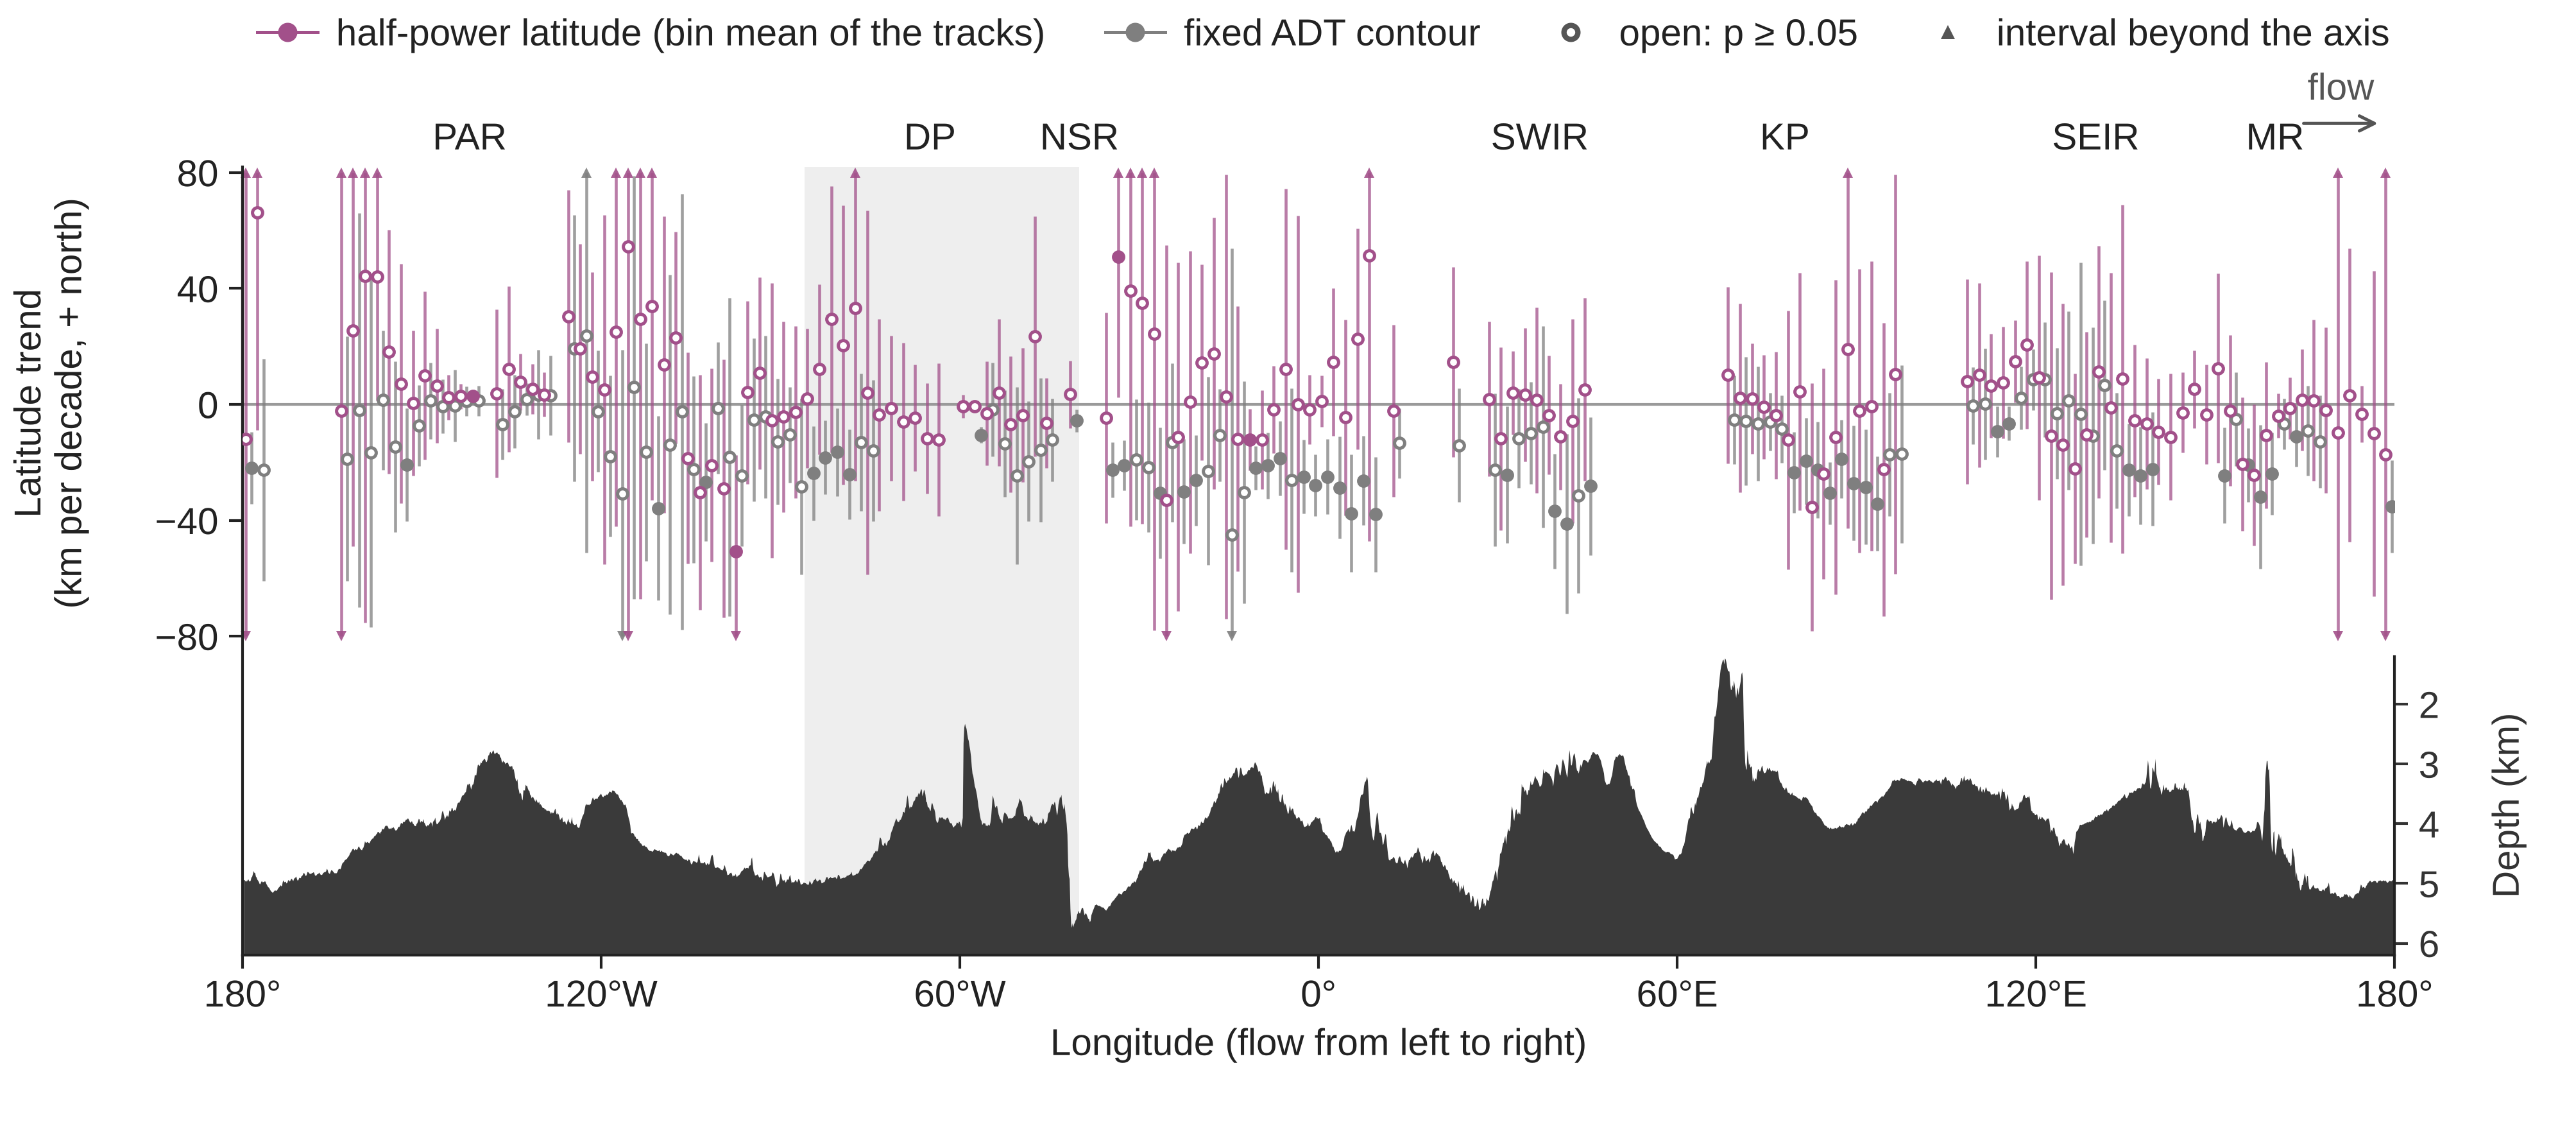 half-power latitude (bin mean of the tracks)
fixed ADT contour
open: p ≥ 0.05
interval beyond the axis
flow
PAR
DP
NSR
SWIR
KP
SEIR
MR
Latitude trend
(km per decade, + north)
80
40
0
−40
−80
2
3
4
5
6
Depth (km)
180°
120°W
60°W
0°
60°E
120°E
180°
Longitude (flow from left to right)